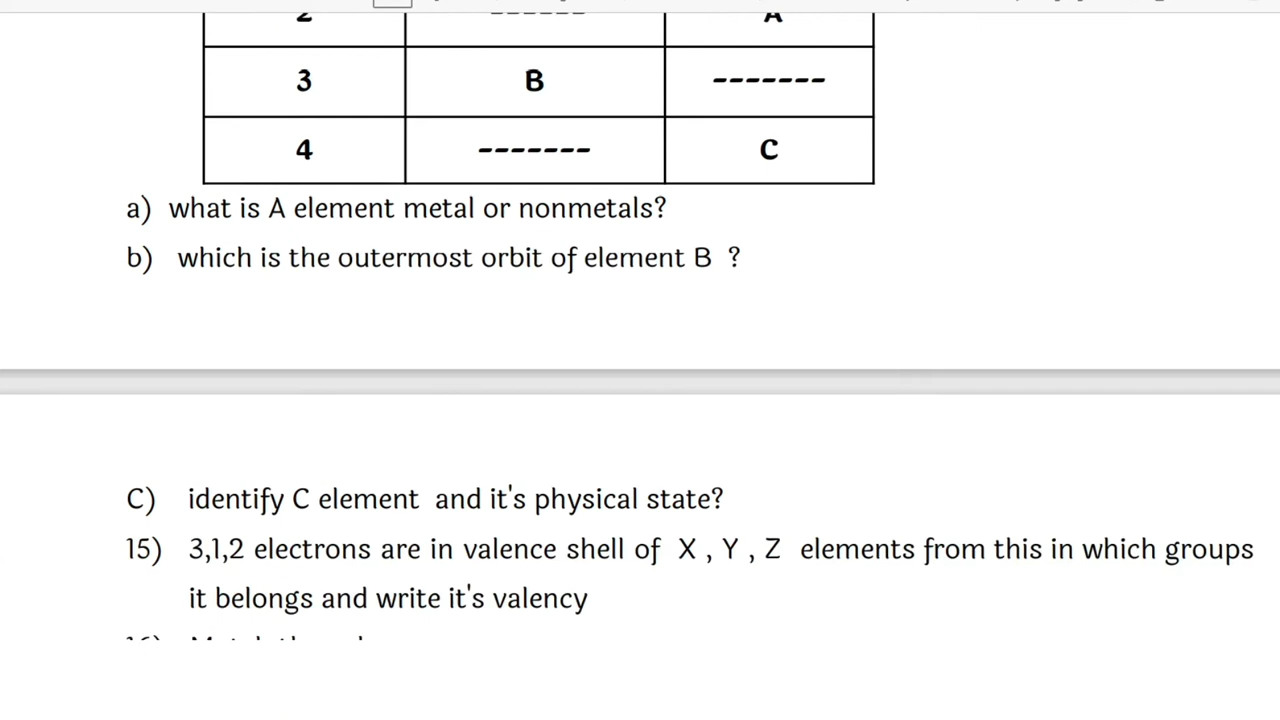 2 ------ A
3 B -------
4 ------- C
a) what is A element metal or nonmetals?
b) which is the outermost orbit of element B ?
C) identify C element and it's physical state?
15) 3,1,2 electrons are in valence shell of X , Y , Z elements from this in which groups
it belongs and write it's valency